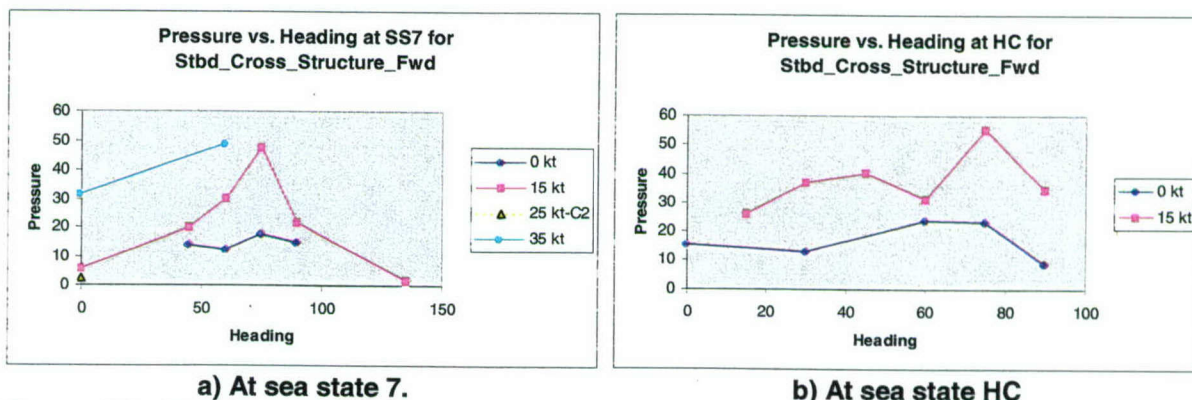 Pressure vs. Heading at SS7 for
Stbd_Cross_Structure_Fwd
Pressure
60
50
40
30
20
10
0
0
50
100
150
Heading
0 kt
15 kt
25 kt-C2
35 kt
a) At sea state 7.
Pressure vs. Heading at HC for
Stbd_Cross_Structure_Fwd
Pressure
60
50
40
30
20
10
0
0
20
40
60
80
100
Heading
0 kt
15 kt
b) At sea state HC